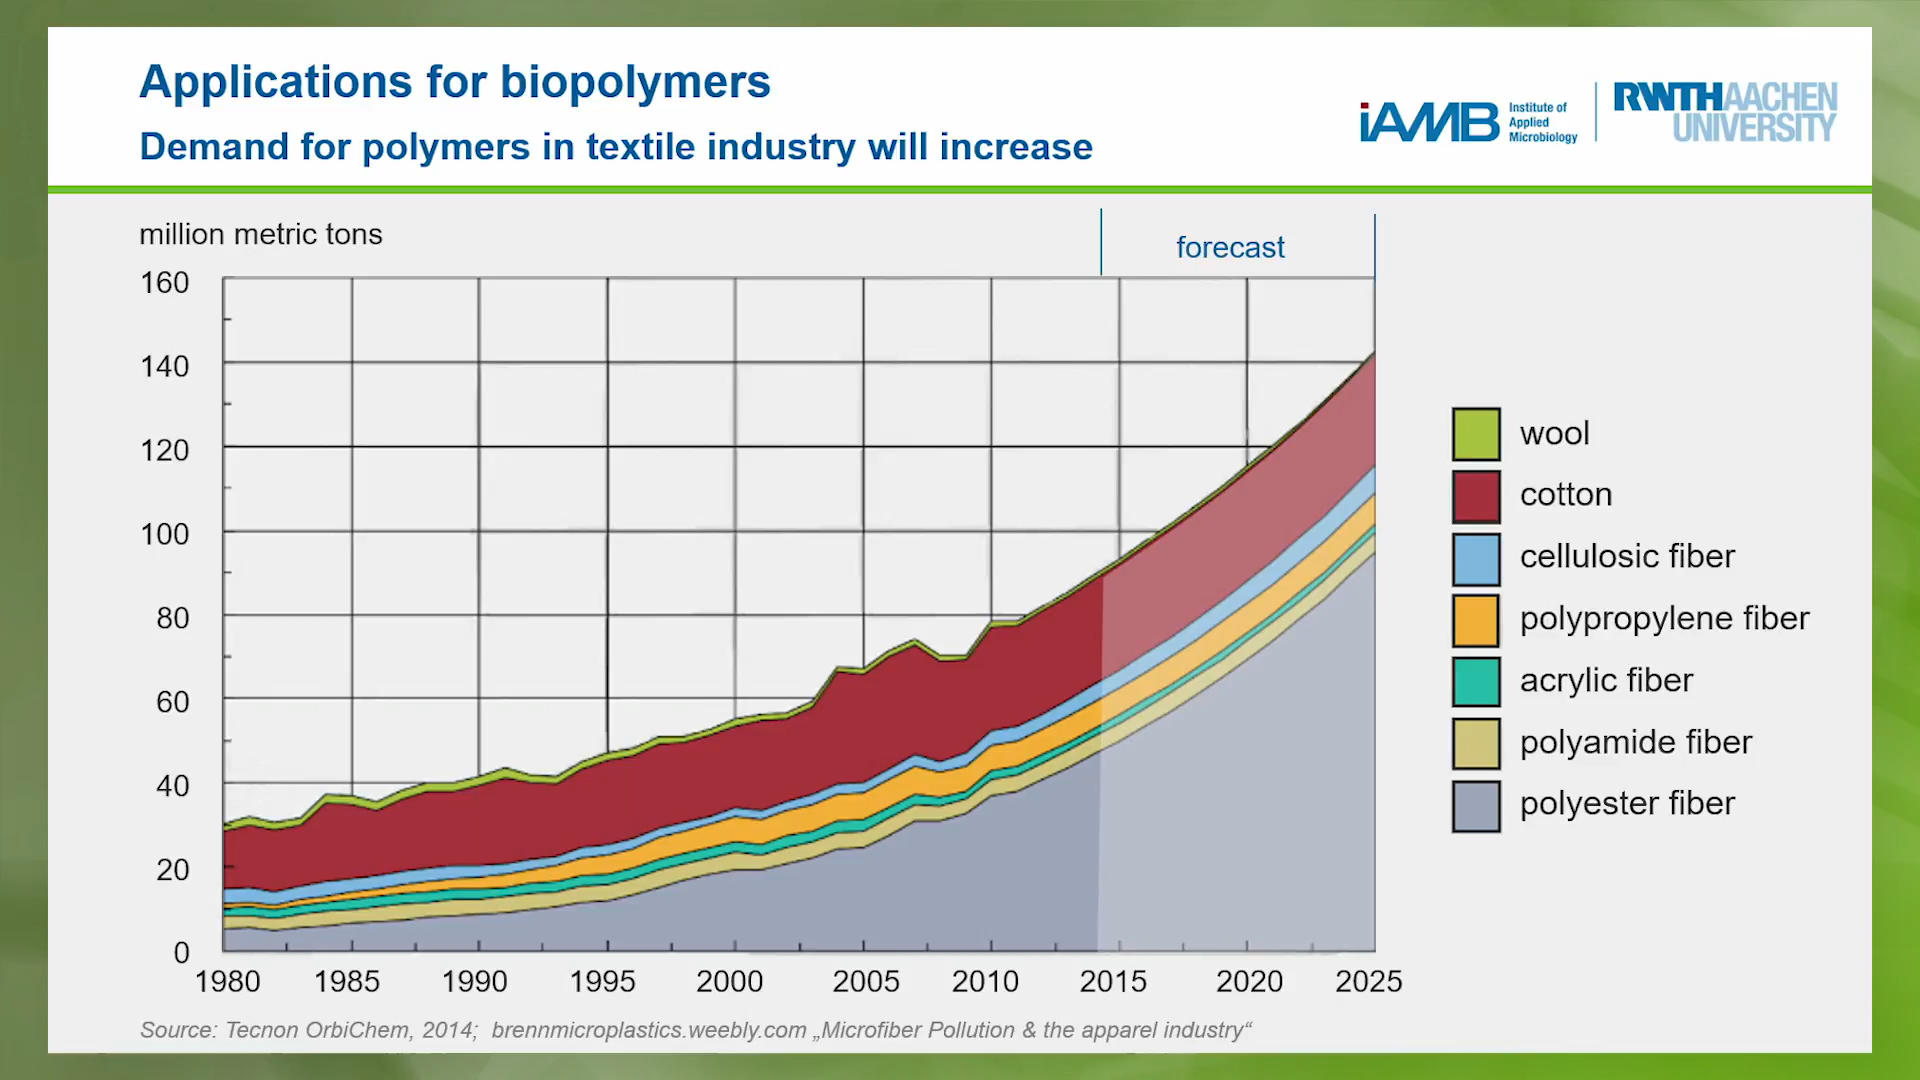 Applications for biopolymers
Demand for polymers in textile industry will increase
iAMB
Institute of
Applied
Microbiology
RWTHAACHEN
UNIVERSITY
million metric tons
forecast
160
140
120
100
80
60
40
20
0
1980 1985 1990 1995 2000 2005 2010 2015 2020 2025
wool
cotton
cellulosic fiber
polypropylene fiber
acrylic fiber
polyamide fiber
polyester fiber
Source: Tecnon OrbiChem, 2014; brennmicroplastics.weebly.com „Microfiber Pollution & the apparel industry“